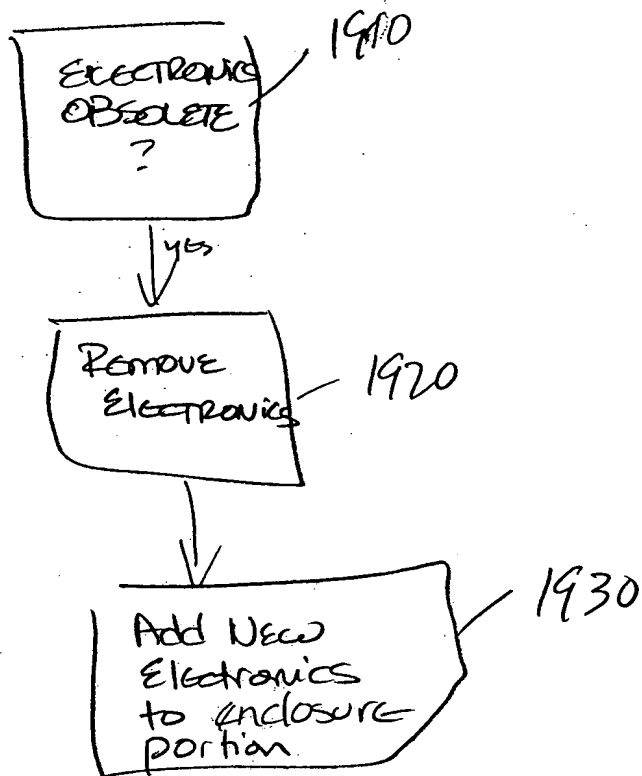 ELECTRONICS
OBSOLETE
?
1910
yes
Remove
Electronics
1920
Add New
Electronics
to enclosure
portion
1930